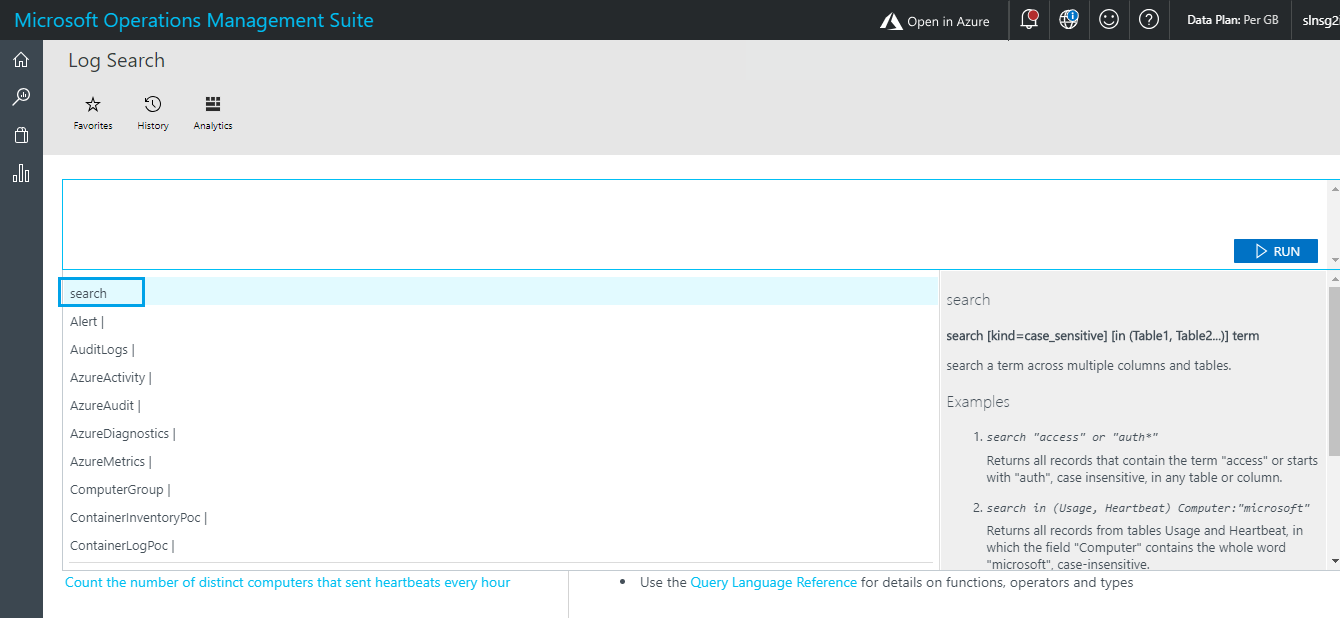 Microsoft Operations Management Suite
Open in Azure
Data Plan: Per GB
slnsg2
Log Search
Favorites
History
Analytics
RUN
search
Alert |
AuditLogs |
AzureActivity |
AzureAudit |
AzureDiagnostics |
AzureMetrics |
ComputerGroup |
ContainerInventoryPoc |
ContainerLogPoc |
search
search [kind=case_sensitive] [in (Table1, Table2...)] term
search a term across multiple columns and tables.
Examples
1. search "access" or "auth*"
Returns all records that contain the term "access" or starts
with "auth", case insensitive, in any table or column.
2. search in (Usage, Heartbeat) Computer:"microsoft"
Returns all records from tables Usage and Heartbeat, in
which the field "Computer" contains the whole word
"microsoft", case-insensitive.
Count the number of distinct computers that sent heartbeats every hour
• Use the Query Language Reference for details on functions, operators and types